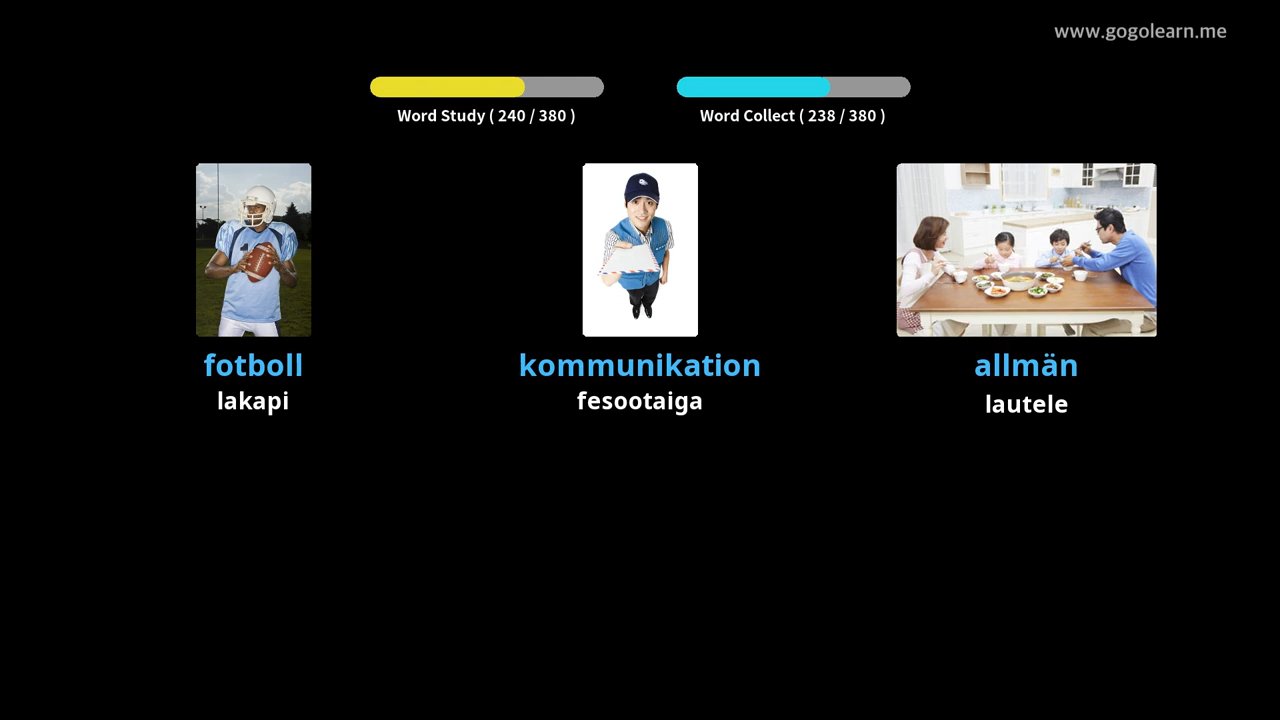 www.gogolearn.me
Word Study ( 240 / 380 )
Word Collect ( 238 / 380 )
fotboll
lakapi
kommunikation
fesootaiga
allmän
lautele